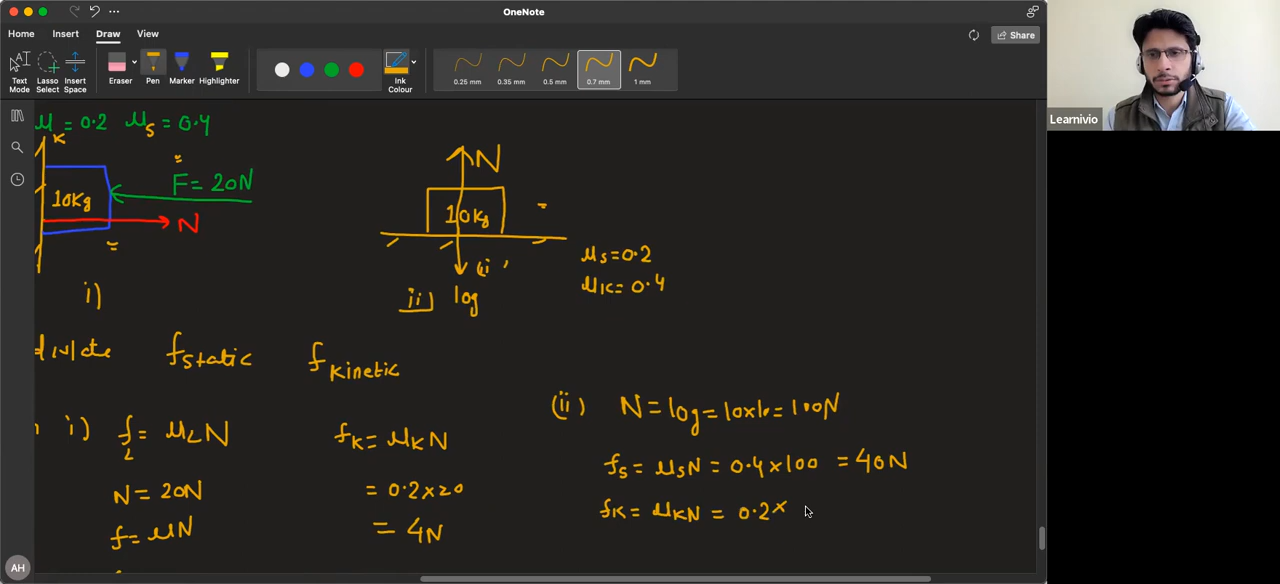 OneNote
Home Insert Draw View
Share
Text Mode
Lasso Select
Insert Space
Eraser
Pen
Marker
Highlighter
Ink Colour
0.25 mm
0.35 mm
0.5 mm
0.7 mm
1 mm
Learnivio
μK = 0.2 μs = 0.4
10Kg
F = 20N
N
i)
N
10Kg
(i
ii) 10g
μs = 0.2
μK = 0.4
fstatic fkinetic
i) fL = μLN
N = 20N
f = μN
fK = μKN
= 0.2×20
= 4N
(ii) N = 10g = 10×10 = 100N
fs = μsN = 0.4×100 = 40N
fK = μKN = 0.2×
AH